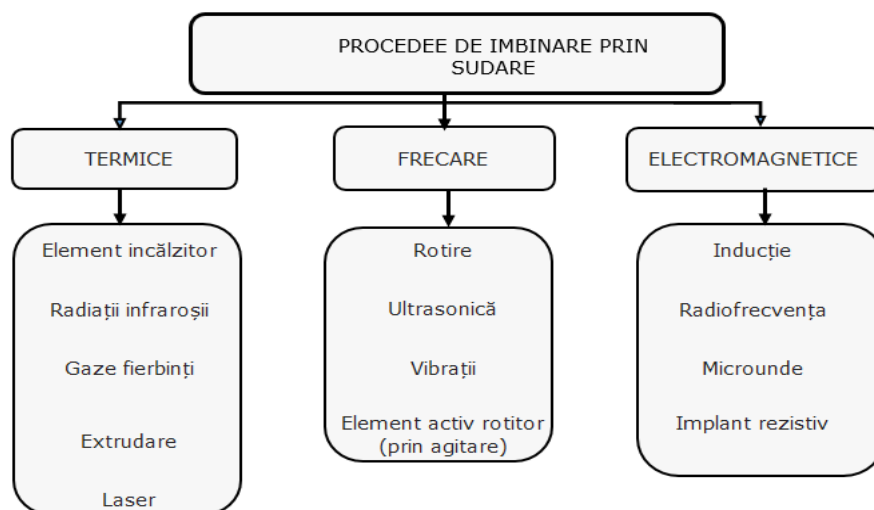 PROCEDEE DE IMBINARE PRIN
SUDARE
TERMICE
FRECARE
ELECTROMAGNETICE
Element incălzitor
Radiații infraroșii
Gaze fierbinți
Extrudare
Laser
Rotire
Ultrasonică
Vibrații
Element activ rotitor
(prin agitare)
Inducție
Radiofrecvența
Microunde
Implant rezistiv